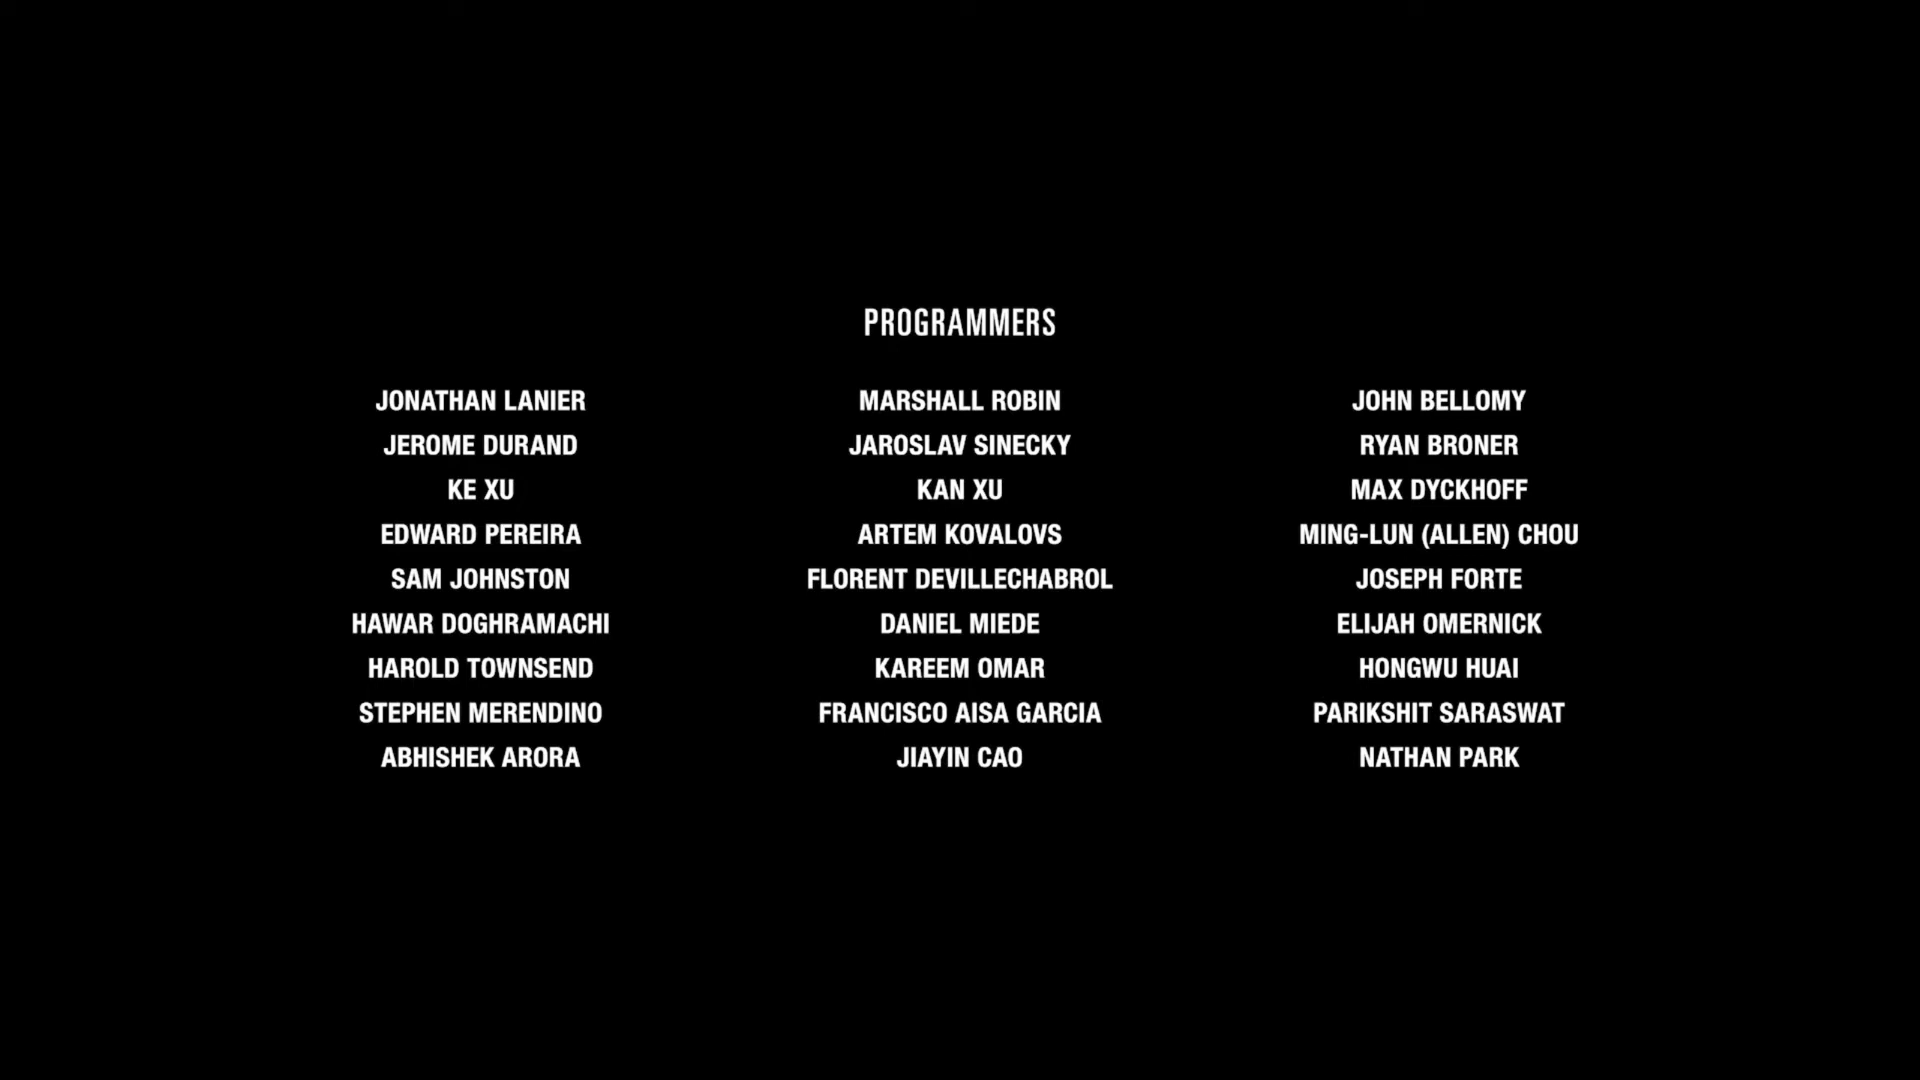 PROGRAMMERS
JONATHAN LANIER MARSHALL ROBIN JOHN BELLOMY
JEROME DURAND JAROSLAV SINECKY RYAN BRONER
KE XU KAN XU MAX DYCKHOFF
EDWARD PEREIRA ARTEM KOVALOVS MING-LUN (ALLEN) CHOU
SAM JOHNSTON FLORENT DEVILLECHABROL JOSEPH FORTE
HAWAR DOGHRAMACHI DANIEL MIEDE ELIJAH OMERNICK
HAROLD TOWNSEND KAREEM OMAR HONGWU HUAI
STEPHEN MERENDINO FRANCISCO AISA GARCIA PARIKSHIT SARASWAT
ABHISHEK ARORA JIAYIN CAO NATHAN PARK